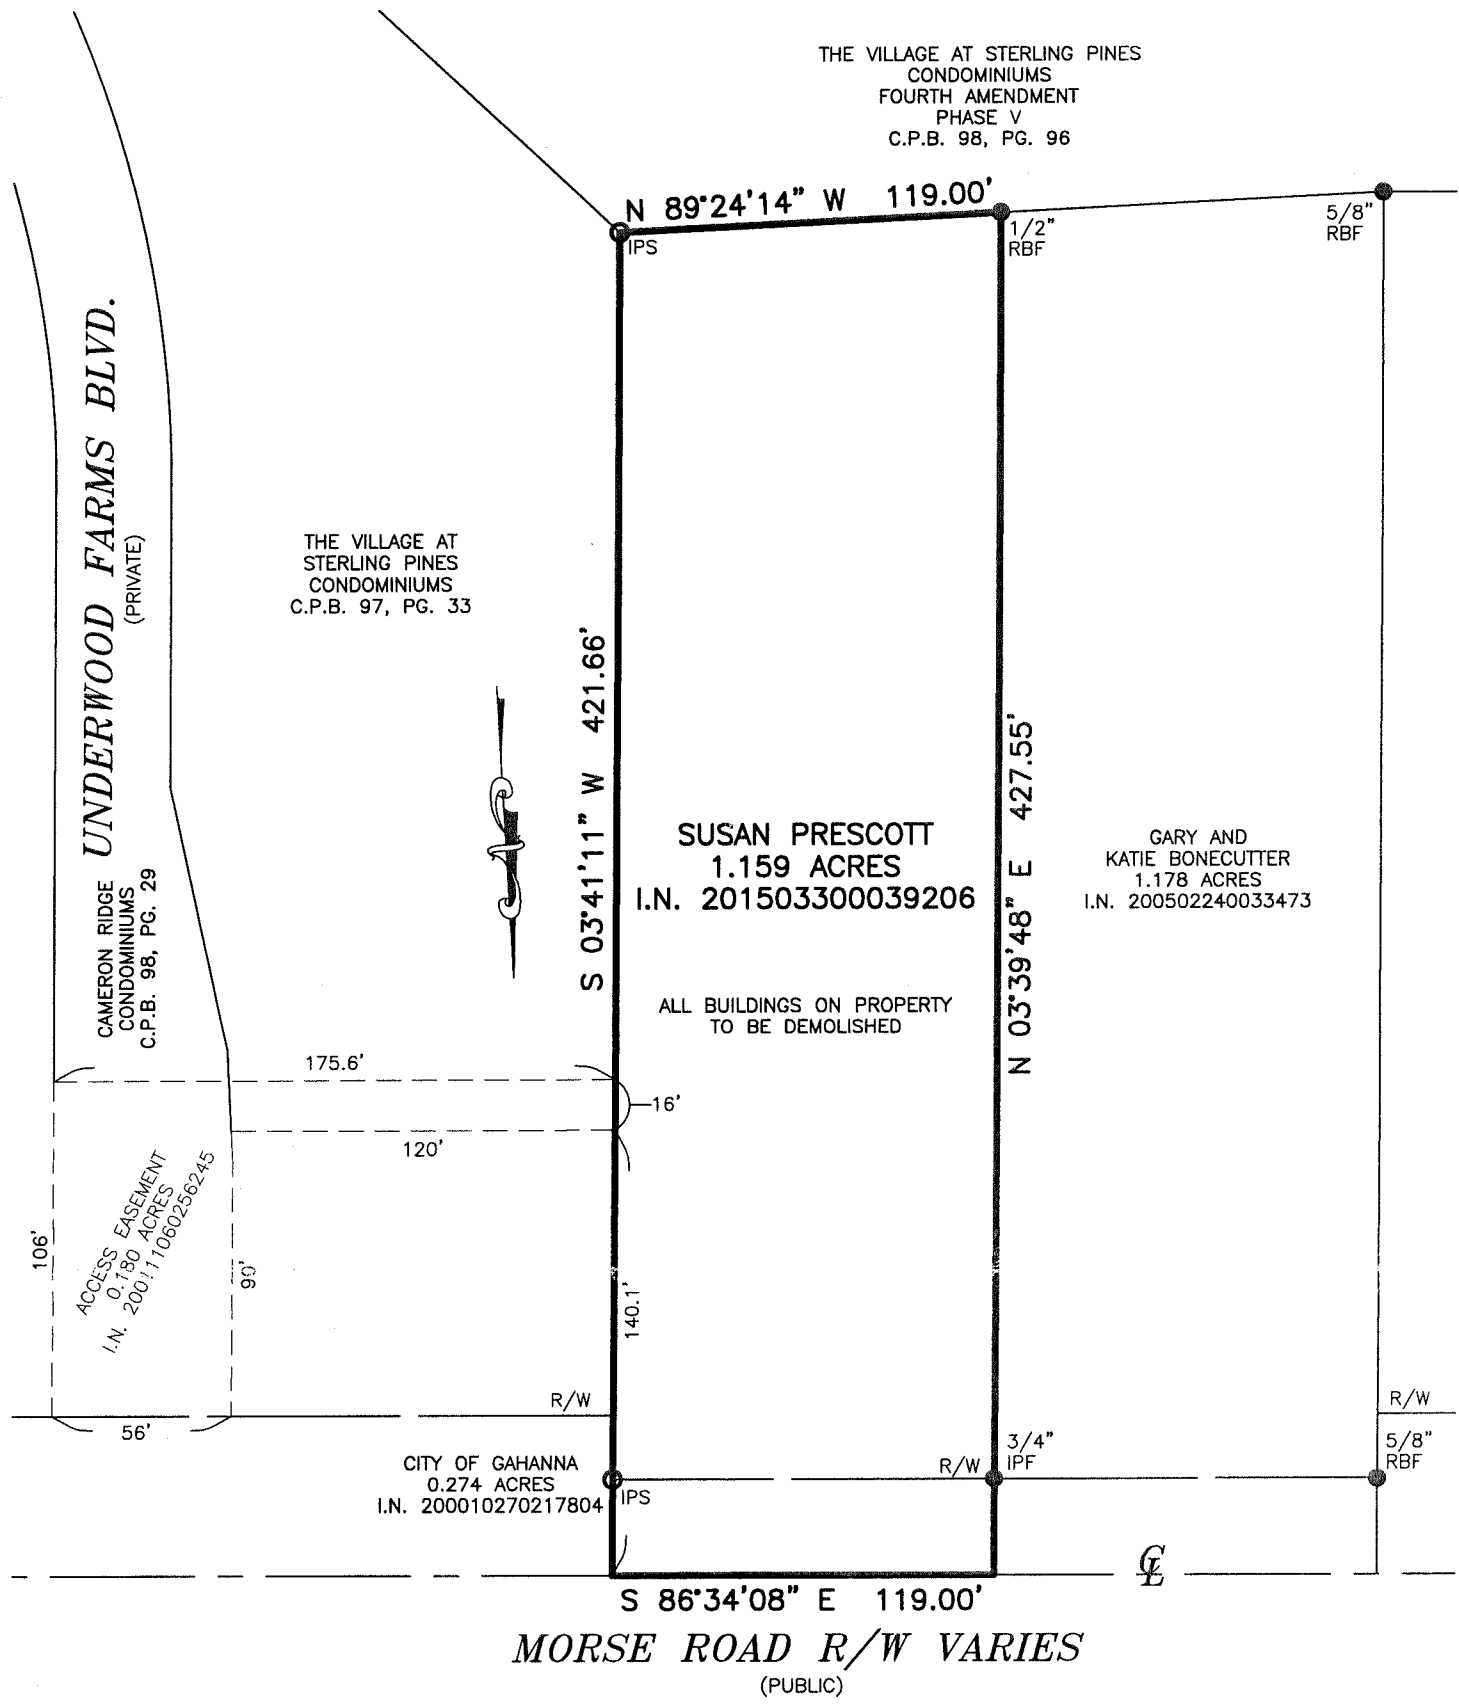 THE VILLAGE AT STERLING PINES
CONDOMINIUMS
FOURTH AMENDMENT
PHASE V
C.P.B. 98, PG. 96
N 89°24'14" W 119.00'
IPS
1/2"
RBF
5/8"
RBF
UNDERWOOD FARMS BLVD.
(PRIVATE)
THE VILLAGE AT
STERLING PINES
CONDOMINIUMS
C.P.B. 97, PG. 33
S 03°41'11" W 421.66'
N 03°39'48" E 427.55'
SUSAN PRESCOTT
1.159 ACRES
I.N. 201503300039206
GARY AND
KATIE BONECUTTER
1.178 ACRES
I.N. 200502240033473
CAMERON RIDGE
CONDOMINIUMS
C.P.B. 98, PG. 29
ALL BUILDINGS ON PROPERTY
TO BE DEMOLISHED
175.6'
16'
120'
ACCESS EASEMENT
0.180 ACRES
I.N. 200111060256245
106'
90'
140.1'
56'
R/W
R/W
CITY OF GAHANNA
0.274 ACRES
I.N. 200010270217804
IPS
R/W
3/4"
IPF
5/8"
RBF
CL
S 86°34'08" E 119.00'
MORSE ROAD R/W VARIES
(PUBLIC)